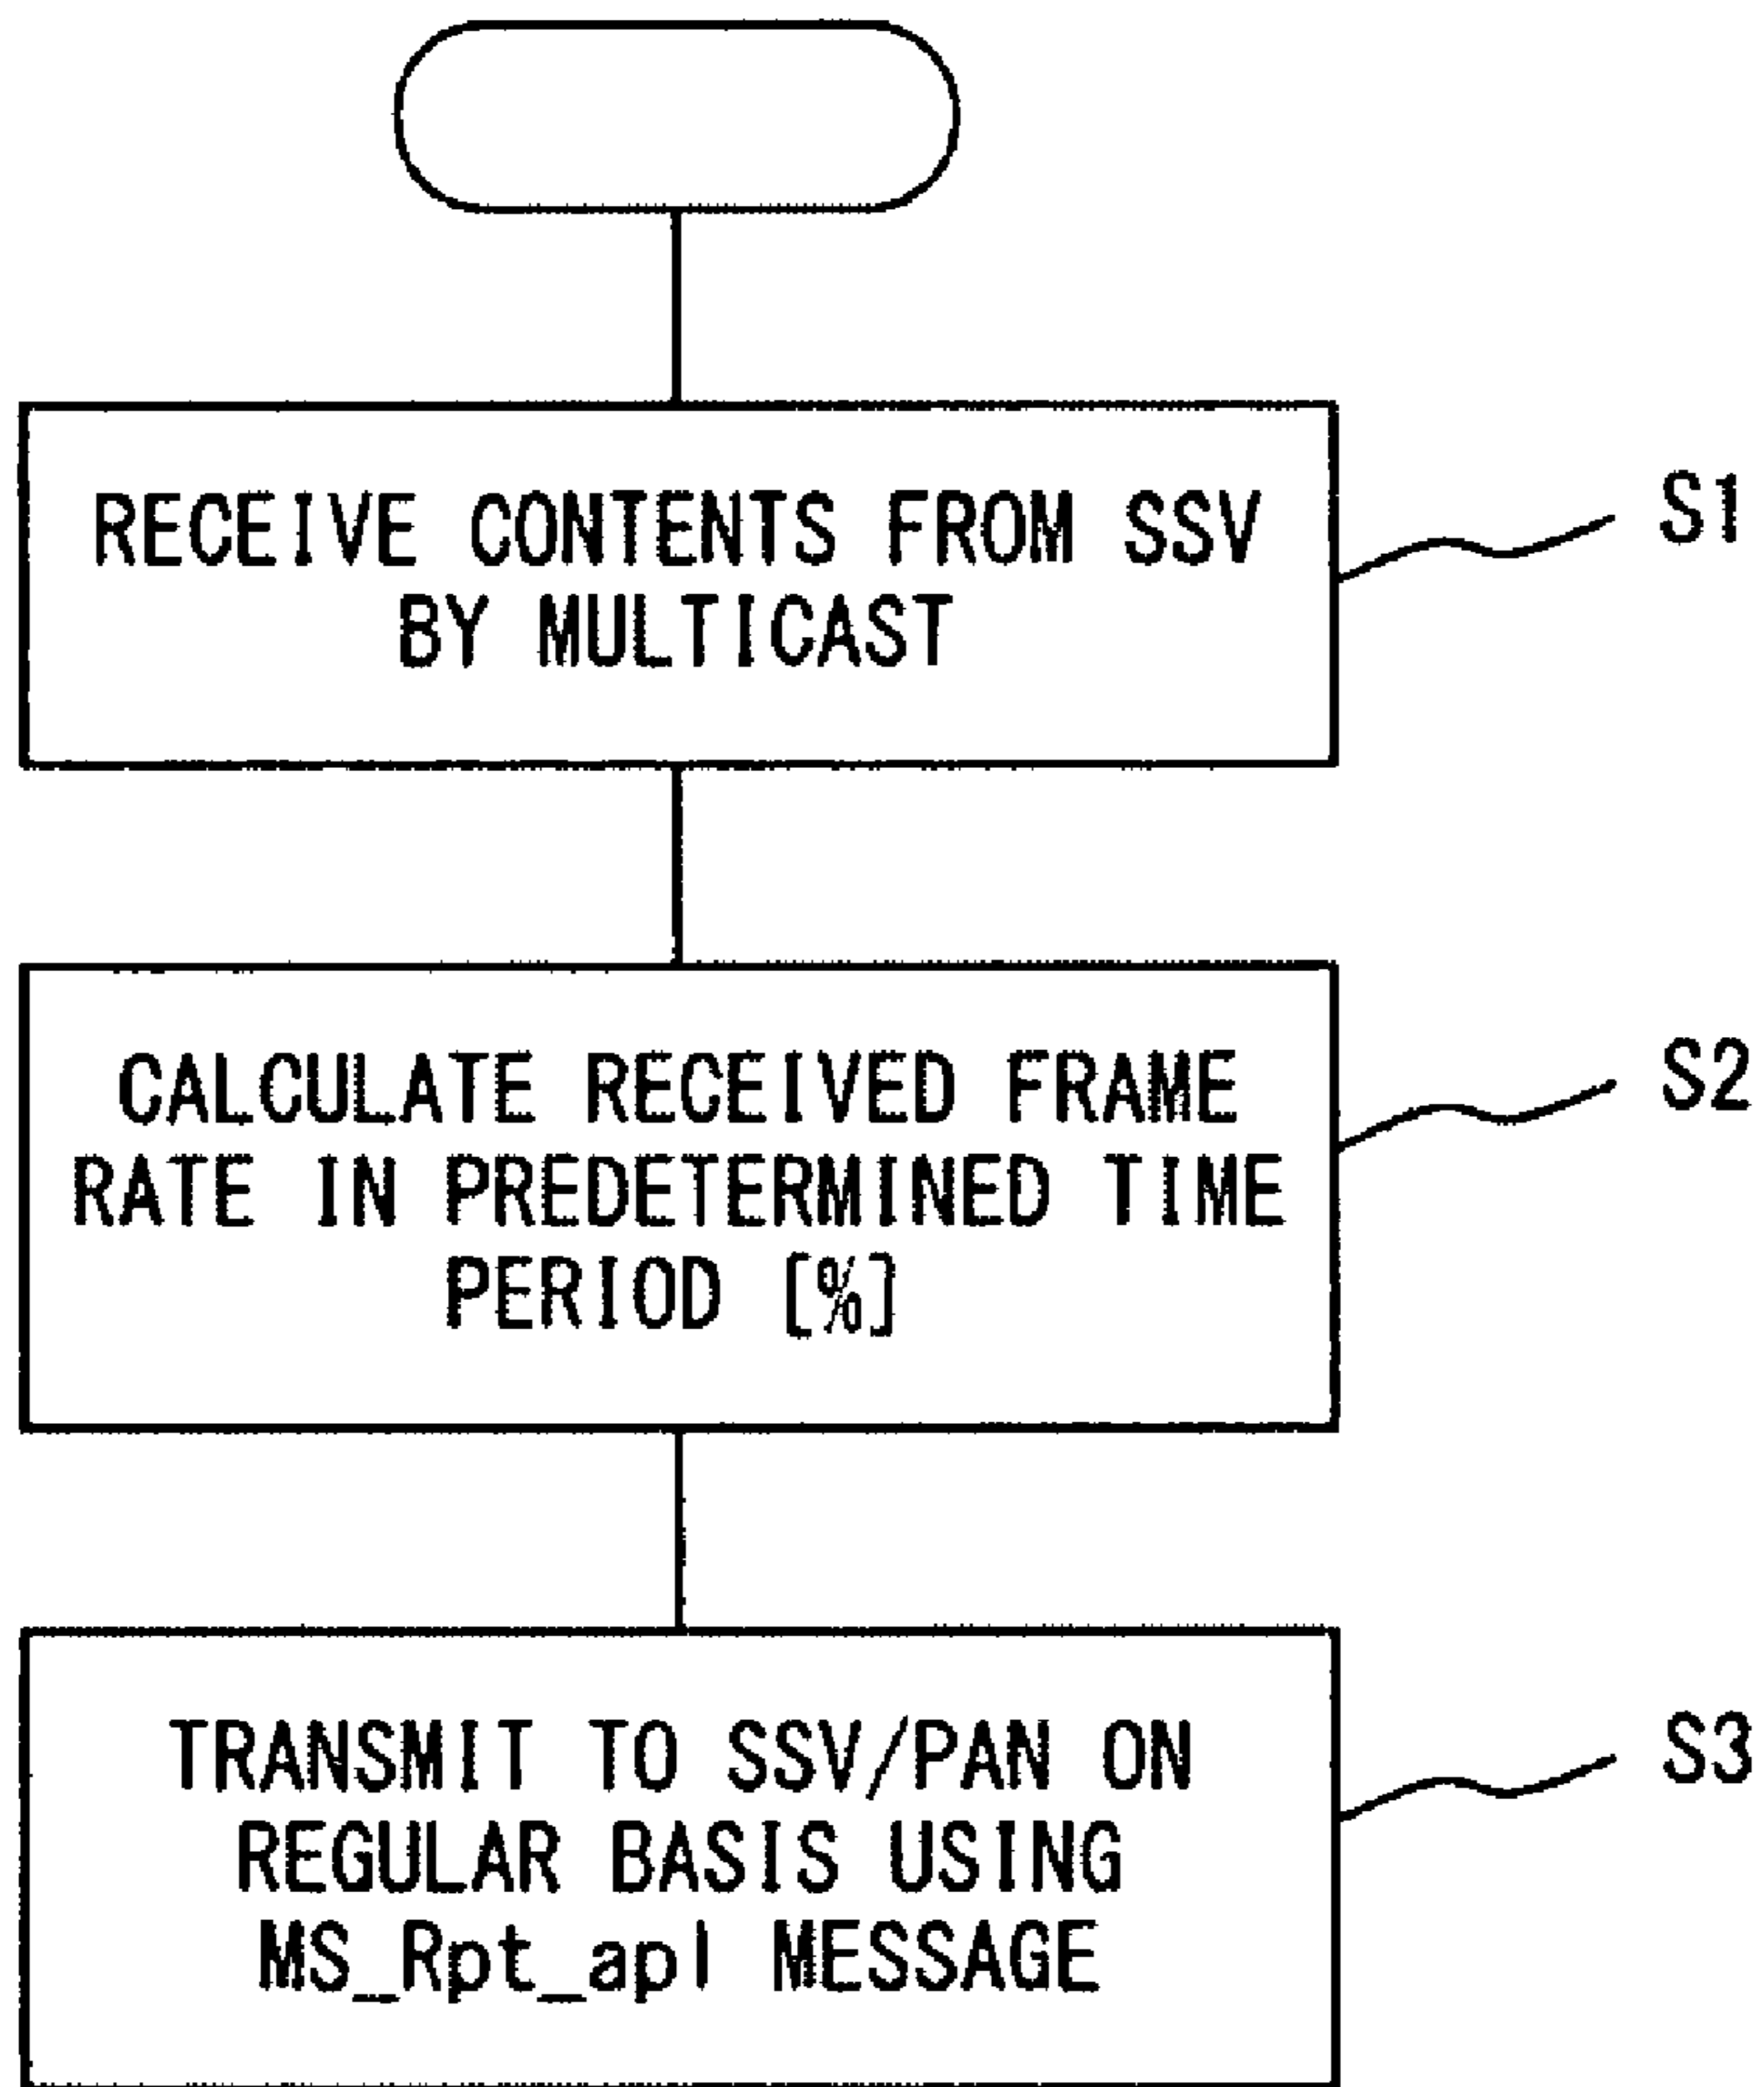 RECEIVE CONTENTS FROM SSV
BY MULTICAST
S1
CALCULATE RECEIVED FRAME
RATE IN PREDETERMINED TIME
PERIOD [%]
S2
TRANSMIT TO SSV/PAN ON
REGULAR BASIS USING
MS_Rpt_apl MESSAGE
S3